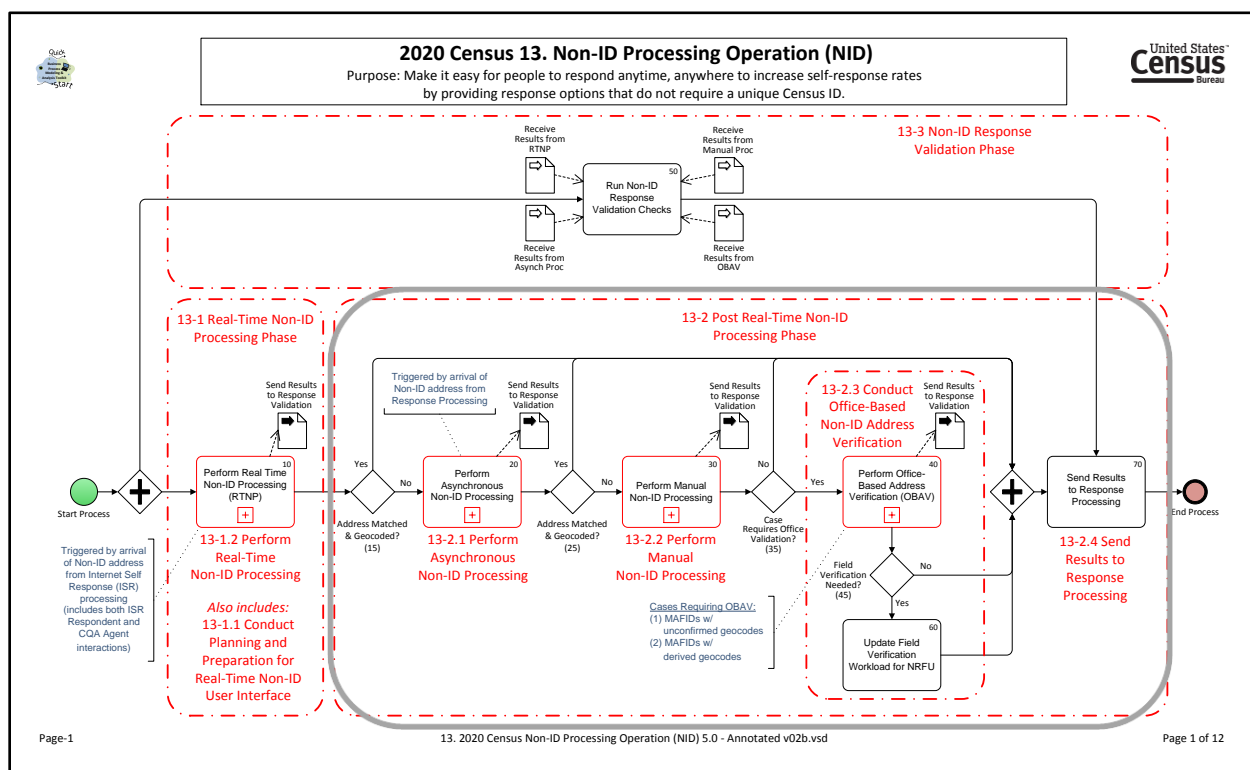 Quick
Business
Process
Modeling &
Analysis Toolkit
Start
2020 Census 13. Non-ID Processing Operation (NID)
Purpose: Make it easy for people to respond anytime, anywhere to increase self-response rates
by providing response options that do not require a unique Census ID.
United States™
Census
Bureau
13-3 Non-ID Response
Validation Phase
Receive
Results from
RTNP
Receive
Results from
Manual Proc
50
Run Non-ID
Response
Validation Checks
Receive
Results from
Asynch Proc
Receive
Results from
OBAV
13-1 Real-Time Non-ID
Processing Phase
13-2 Post Real-Time Non-ID
Processing Phase
Start Process
Send Results
to Response
Validation
10
Perform Real Time
Non-ID Processing
(RTNP)
13-1.2 Perform
Real-Time
Non-ID Processing
Triggered by arrival
of Non-ID address
from Internet Self
Response (ISR)
processing
(includes both ISR
Respondent and
CQA Agent
interactions)
Also includes:
13-1.1 Conduct
Planning and
Preparation for
Real-Time Non-ID
User Interface
Yes
No
Address Matched
& Geocoded?
(15)
Triggered by arrival of
Non-ID address from
Response Processing
Send Results
to Response
Validation
20
Perform
Asynchronous
Non-ID Processing
13-2.1 Perform
Asynchronous
Non-ID Processing
Yes
No
Address Matched
& Geocoded?
(25)
Send Results
to Response
Validation
30
Perform Manual
Non-ID Processing
13-2.2 Perform
Manual
Non-ID Processing
No
Yes
Case
Requires Office
Validation?
(35)
13-2.3 Conduct
Office-Based
Non-ID Address
Verification
Send Results
to Response
Validation
40
Perform Office-
Based Address
Verification (OBAV)
Field
Verification
Needed?
(45)
No
Yes
Cases Requiring OBAV:
(1) MAFIDs w/
unconfirmed geocodes
(2) MAFIDs w/
derived geocodes
60
Update Field
Verification
Workload for NRFU
70
Send Results
to Response
Processing
13-2.4 Send
Results to
Response
Processing
End Process
Page-1
13. 2020 Census Non-ID Processing Operation (NID) 5.0 - Annotated v02b.vsd
Page 1 of 12